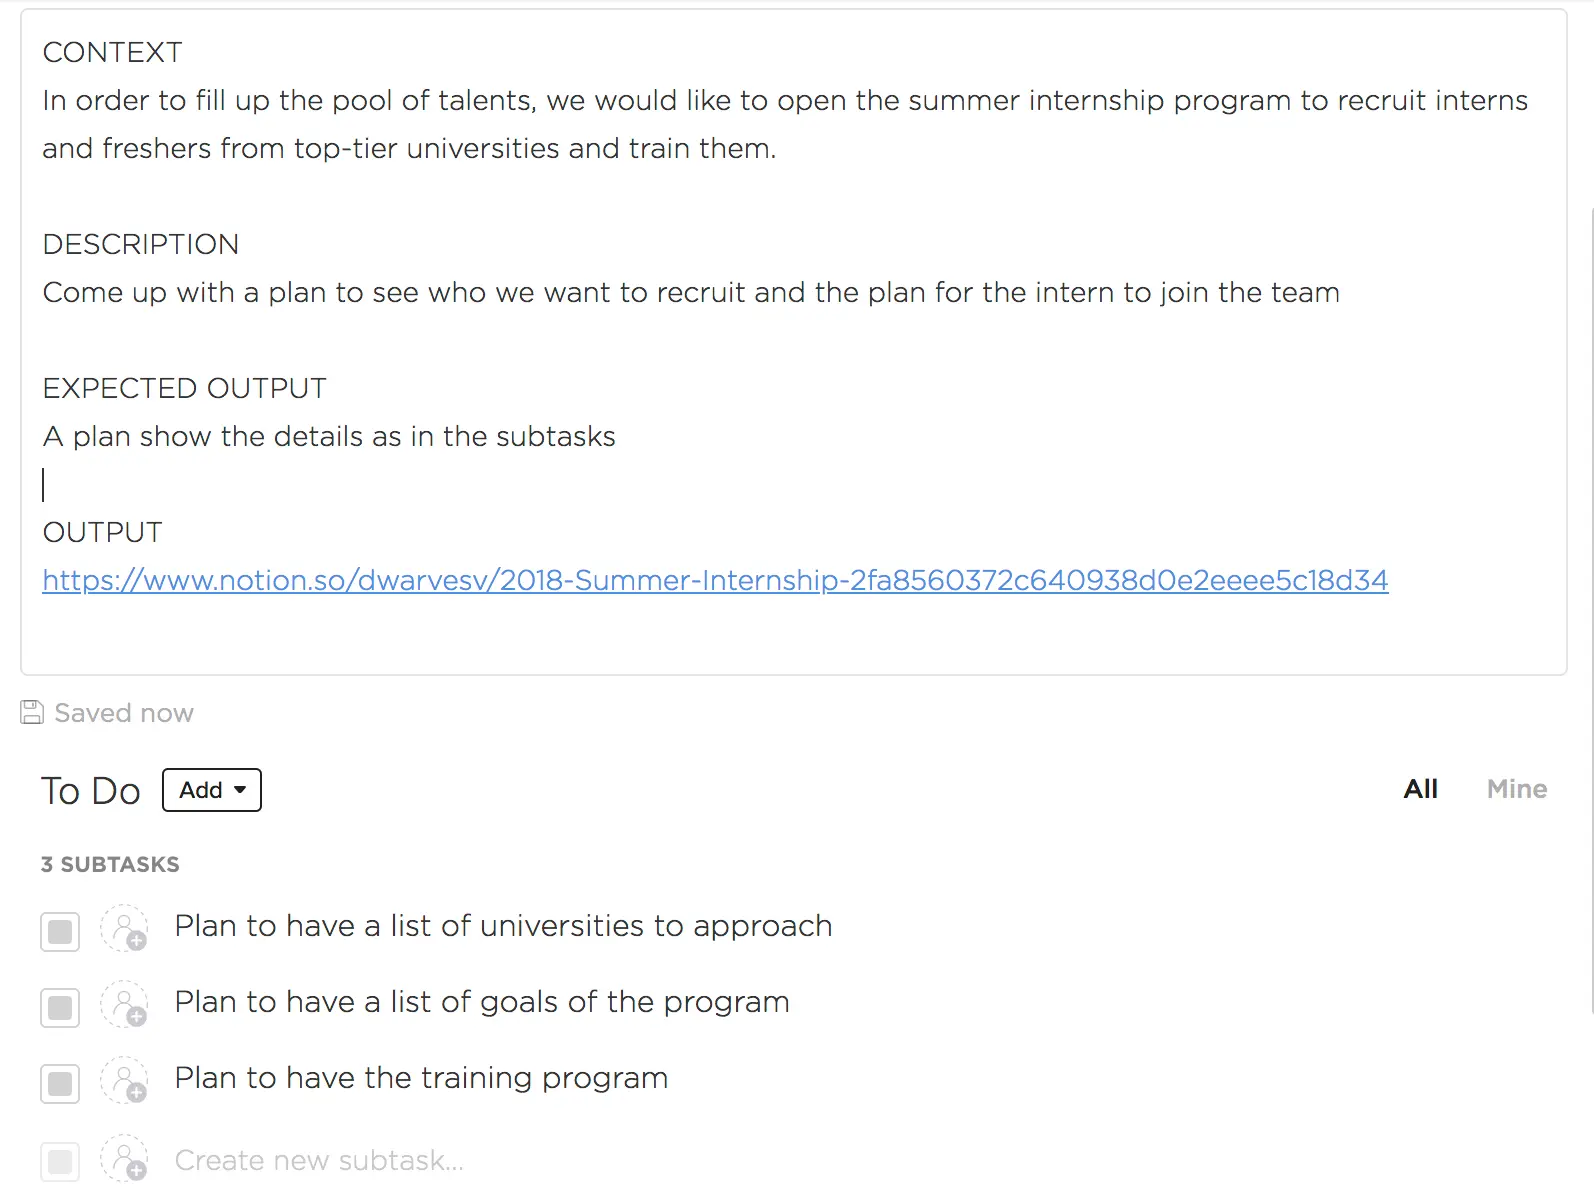 CONTEXT
In order to fill up the pool of talents, we would like to open the summer internship program to recruit interns
and freshers from top-tier universities and train them.
DESCRIPTION
Come up with a plan to see who we want to recruit and the plan for the intern to join the team
EXPECTED OUTPUT
A plan show the details as in the subtasks
OUTPUT
https://www.notion.so/dwarvesv/2018-Summer-Internship-2fa8560372c640938d0e2eeee5c18d34
Saved now
To Do Add All Mine
3 SUBTASKS
Plan to have a list of universities to approach
Plan to have a list of goals of the program
Plan to have the training program
Create new subtask...